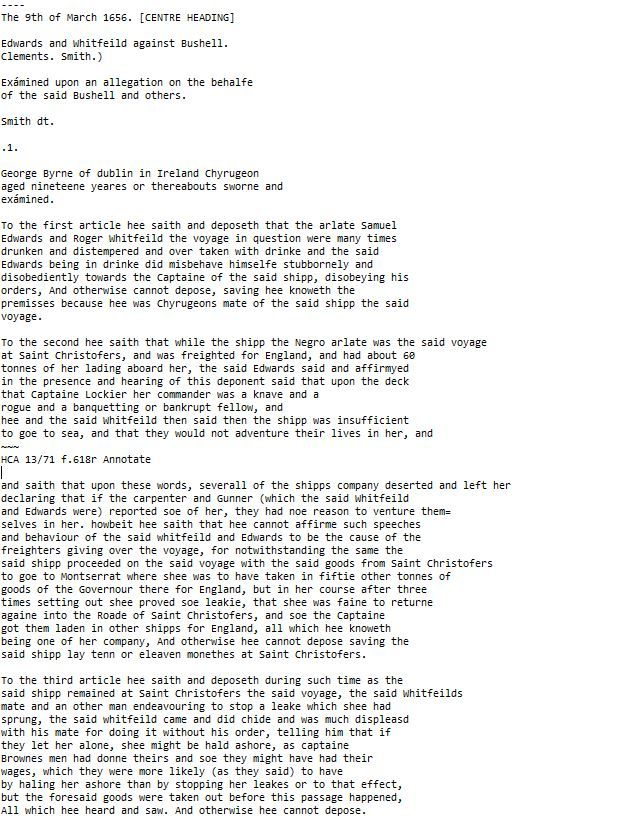 ----
The 9th of March 1656. [CENTRE HEADING]
Edwards and Whitfeild against Bushell.
Clements. Smith.)
Exámined upon an allegation on the behalfe
of the said Bushell and others.
Smith dt.
.1.
George Byrne of dublin in Ireland Chyrugeon
aged nineteene yeares or thereabouts sworne and
exámined.
To the first article hee saith and deposeth that the arlate Samuel
Edwards and Roger Whitfeild the voyage in question were many times
drunken and distempered and over taken with drinke and the said
Edwards being in drinke did misbehave himselfe stubbornely and
disobediently towards the Captaine of the said shipp, disobeying his
orders, And otherwise cannot depose, saving hee knoweth the
premisses because hee was Chyrugeons mate of the said shipp the said
voyage.
To the second hee saith that while the shipp the Negro arlate was the said voyage
at Saint Christofers, and was freighted for England, and had about 60
tonnes of her lading aboard her, the said Edwards said and affirmyed
in the presence and hearing of this deponent said that upon the deck
that Captaine Lockier her commander was a knave and a
rogue and a banquetting or bankrupt fellow, and
hee and the said Whitfeild then said then the shipp was insufficient
to goe to sea, and that they would not adventure their lives in her, and
~~~
HCA 13/71 f.618r Annotate
and saith that upon these words, severall of the shipps company deserted and left her
declaring that if the carpenter and Gunner (which the said Whitfeild
and Edwards were) reported soe of her, they had noe reason to venture them=
selves in her. howbeit hee saith that hee cannot affirme such speeches
and behaviour of the said whitfeild and Edwards to be the cause of the
freighters giving over the voyage, for notwithstanding the same the
said shipp proceeded on the said voyage with the said goods from Saint Christofers
to goe to Montserrat where shee was to have taken in fiftie other tonnes of
goods of the Governour there for England, but in her course after three
times setting out shee proved soe leakie, that shee was faine to returne
againe into the Roade of Saint Christofers, and soe the Captaine
got them laden in other shipps for England, all which hee knoweth
being one of her company, And otherwise hee cannot depose saving the
said shipp lay tenn or eleaven monethes at Saint Christofers.
To the third article hee saith and deposeth during such time as the
said shipp remained at Saint Christofers the said voyage, the said Whitfeilds
mate and an other man endeavouring to stop a leake which shee had
sprung, the said whitfeild came and did chide and was much displeasd
with his mate for doing it without his order, telling him that if
they let her alone, shee might be hald ashore, as captaine
Brownes men had donne theirs and soe they might have had their
wages, which they were more likely (as they said) to have
by haling her ashore than by stopping her leakes or to that effect,
but the foresaid goods were taken out before this passage happened,
All which hee heard and saw. And otherwise hee cannot depose.